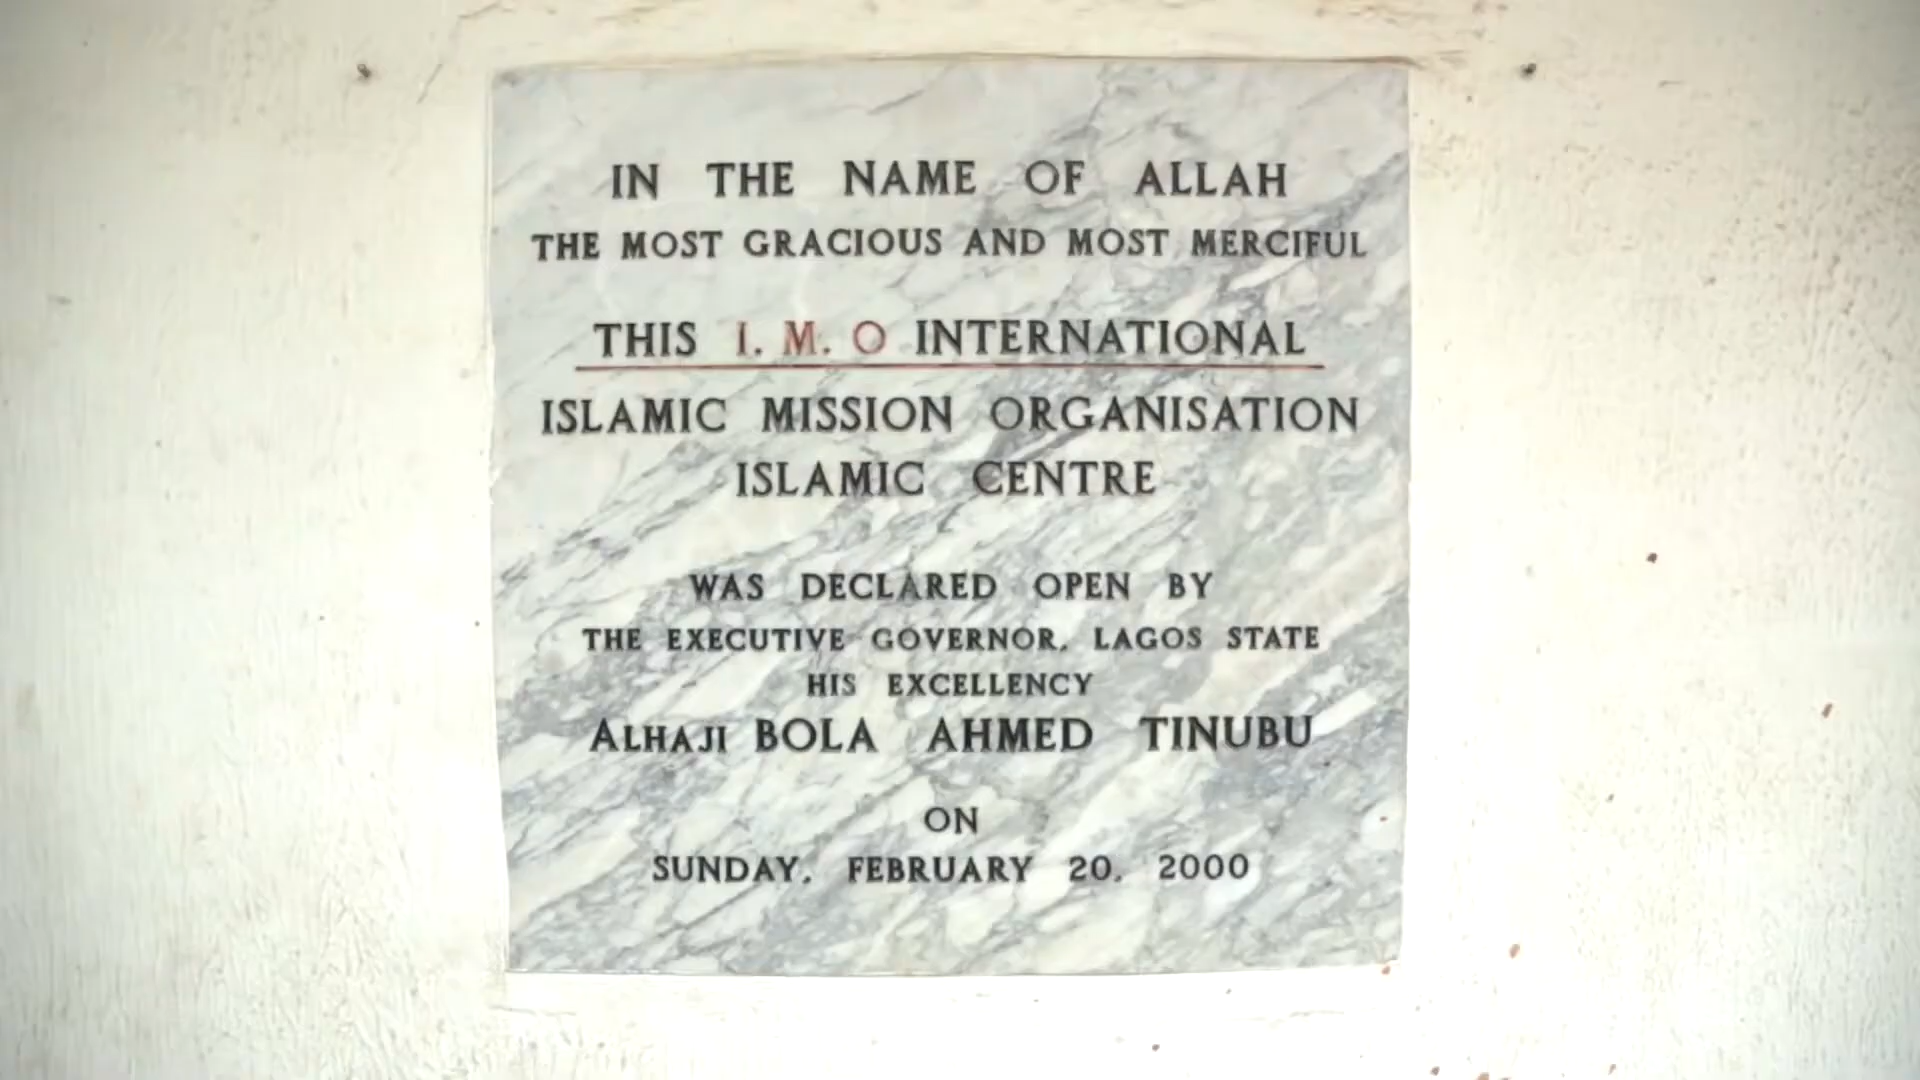 IN THE NAME OF ALLAH
THE MOST GRACIOUS AND MOST MERCIFUL
THIS I. M. O INTERNATIONAL
ISLAMIC MISSION ORGANISATION
ISLAMIC CENTRE
WAS DECLARED OPEN BY
THE EXECUTIVE GOVERNOR, LAGOS STATE
HIS EXCELLENCY
ALHAJI BOLA AHMED TINUBU
ON
SUNDAY, FEBRUARY 20, 2000